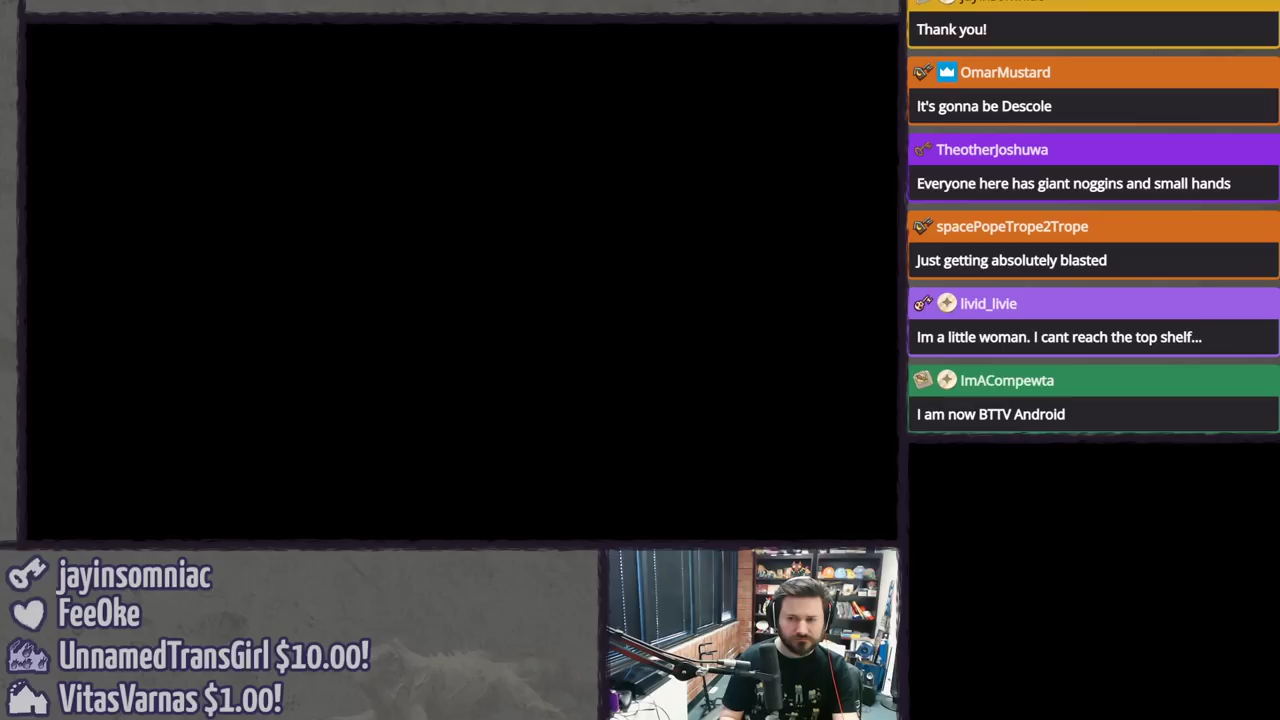 Thank you!
OmarMustard
It's gonna be Descole
TheotherJoshuwa
Everyone here has giant noggins and small hands
spacePopeTrope2Trope
Just getting absolutely blasted
livid_livie
Im a little woman. I cant reach the top shelf...
ImACompewta
I am now BTTV Android
jayinsomniac
FeeOke
UnnamedTransGirl $10.00!
VitasVarnas $1.00!